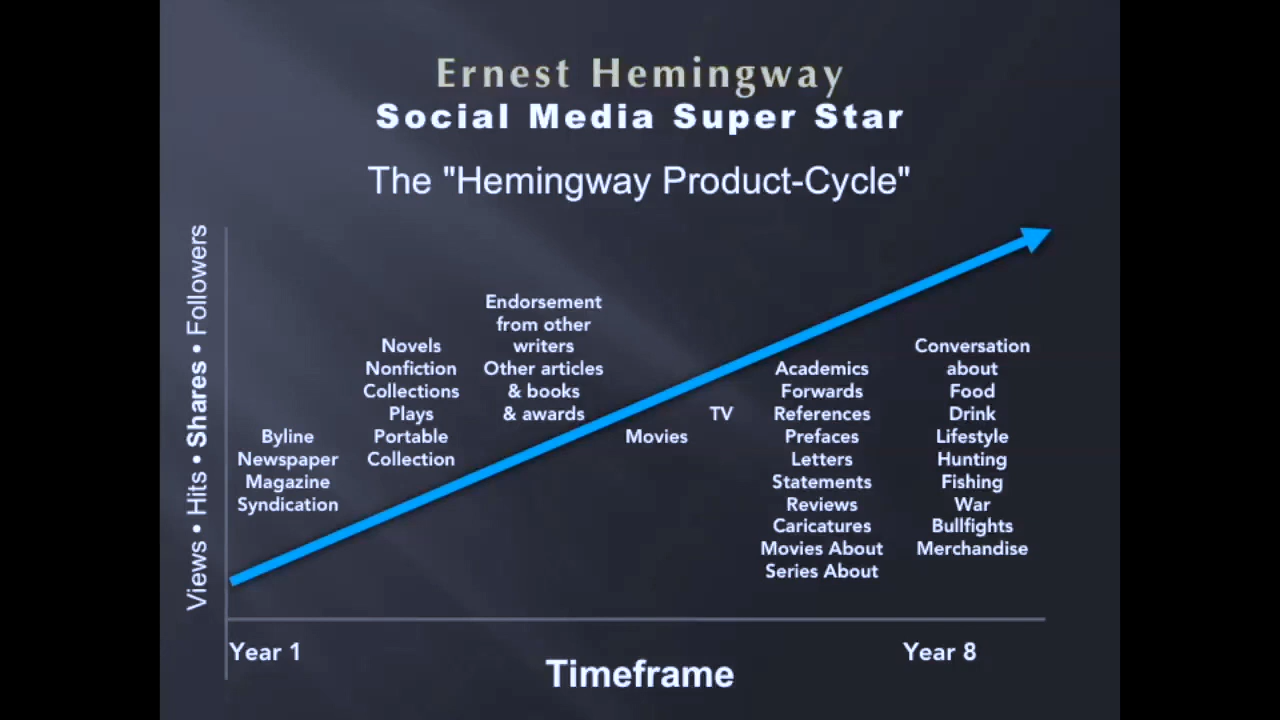 Ernest Hemingway
Social Media Super Star
The "Hemingway Product-Cycle"
Views • Hits • Shares • Followers
Byline
Newspaper
Magazine
Syndication
Novels
Nonfiction
Collections
Plays
Portable
Collection
Endorsement
from other
writers
Other articles
& books
& awards
Movies
TV
Academics
Forwards
References
Prefaces
Letters
Statements
Reviews
Caricatures
Movies About
Series About
Conversation
about
Food
Drink
Lifestyle
Hunting
Fishing
War
Bullfights
Merchandise
Year 1
Year 8
Timeframe